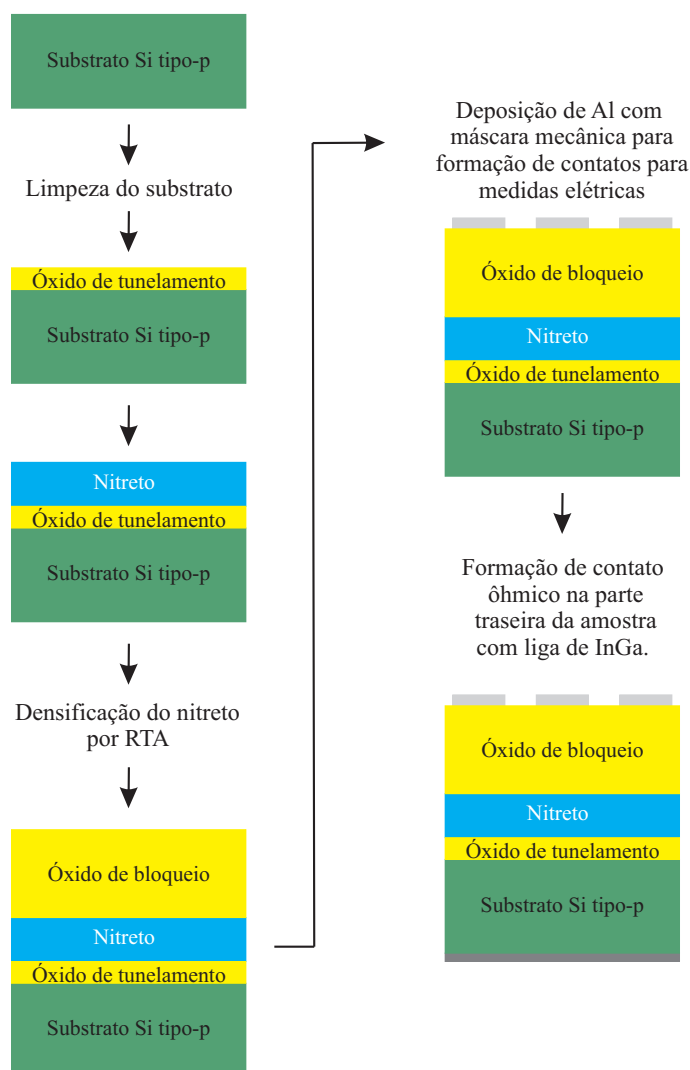 Substrato Si tipo-p
Limpeza do substrato
Óxido de tunelamento
Substrato Si tipo-p
Nitreto
Óxido de tunelamento
Substrato Si tipo-p
Densificação do nitreto
por RTA
Óxido de bloqueio
Nitreto
Óxido de tunelamento
Substrato Si tipo-p
Deposição de Al com
máscara mecânica para
formação de contatos para
medidas elétricas
Óxido de bloqueio
Nitreto
Óxido de tunelamento
Substrato Si tipo-p
Formação de contato
ôhmico na parte
traseira da amostra
com liga de InGa.
Óxido de bloqueio
Nitreto
Óxido de tunelamento
Substrato Si tipo-p